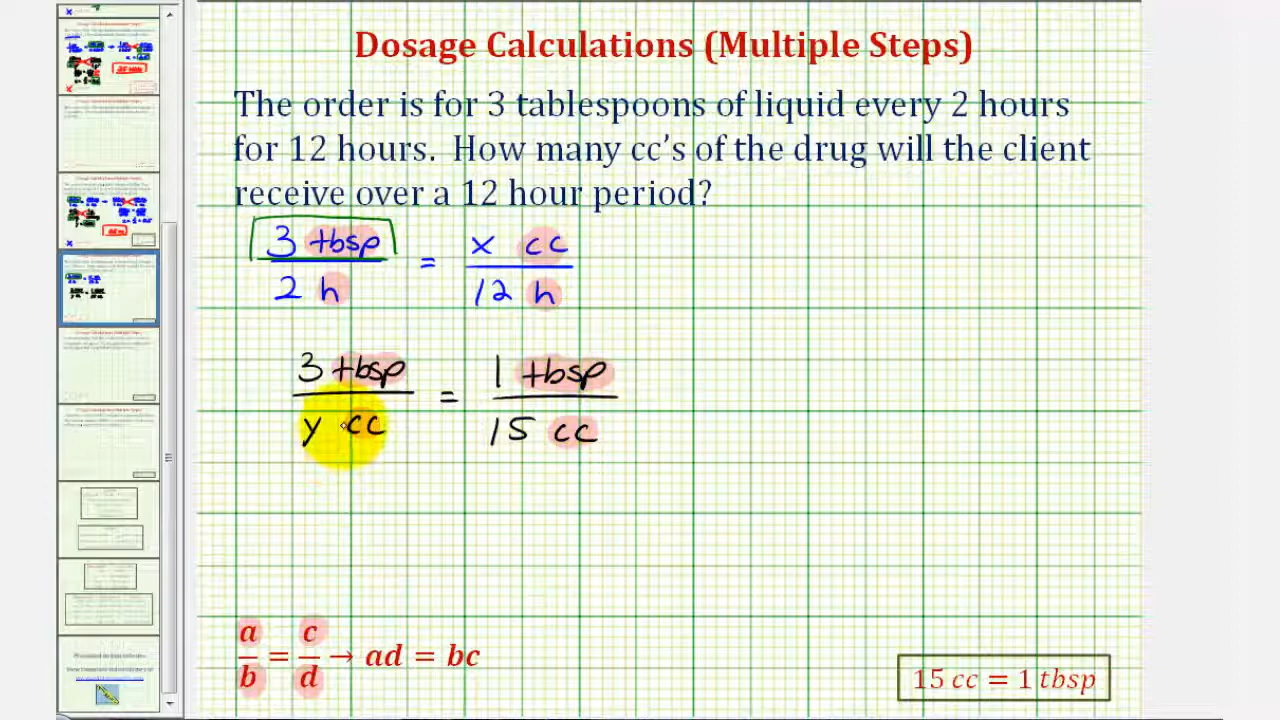 Dosage Calculations (Multiple Steps)
The order is for 3 tablespoons of liquid every 2 hours
for 12 hours. How many cc's of the drug will the client
receive over a 12 hour period?
3 tbsp / 2 h = x cc / 12 h
3 tbsp / y cc = 1 tbsp / 15 cc
a/b = c/d → ad = bc
15 cc = 1 tbsp